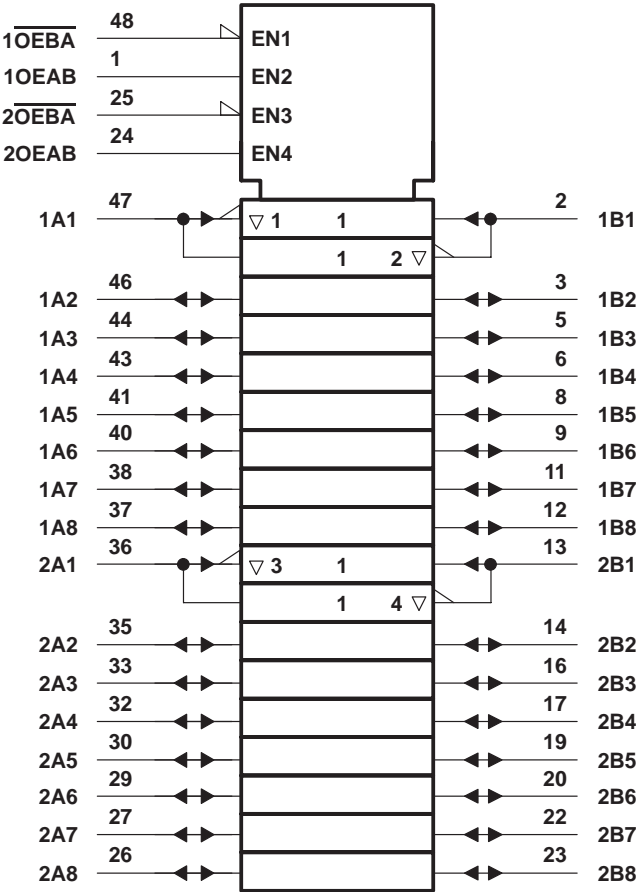 1O̅E̅B̅A̅ 48 EN1
1OEAB 1 EN2
2O̅E̅B̅A̅ 25 EN3
2OEAB 24 EN4
1A1 47 ▽ 1 1 2 1B1
1 2 ▽
1A2 46 3 1B2
1A3 44 5 1B3
1A4 43 6 1B4
1A5 41 8 1B5
1A6 40 9 1B6
1A7 38 11 1B7
1A8 37 12 1B8
2A1 36 ▽ 3 1 13 2B1
1 4 ▽
2A2 35 14 2B2
2A3 33 16 2B3
2A4 32 17 2B4
2A5 30 19 2B5
2A6 29 20 2B6
2A7 27 22 2B7
2A8 26 23 2B8